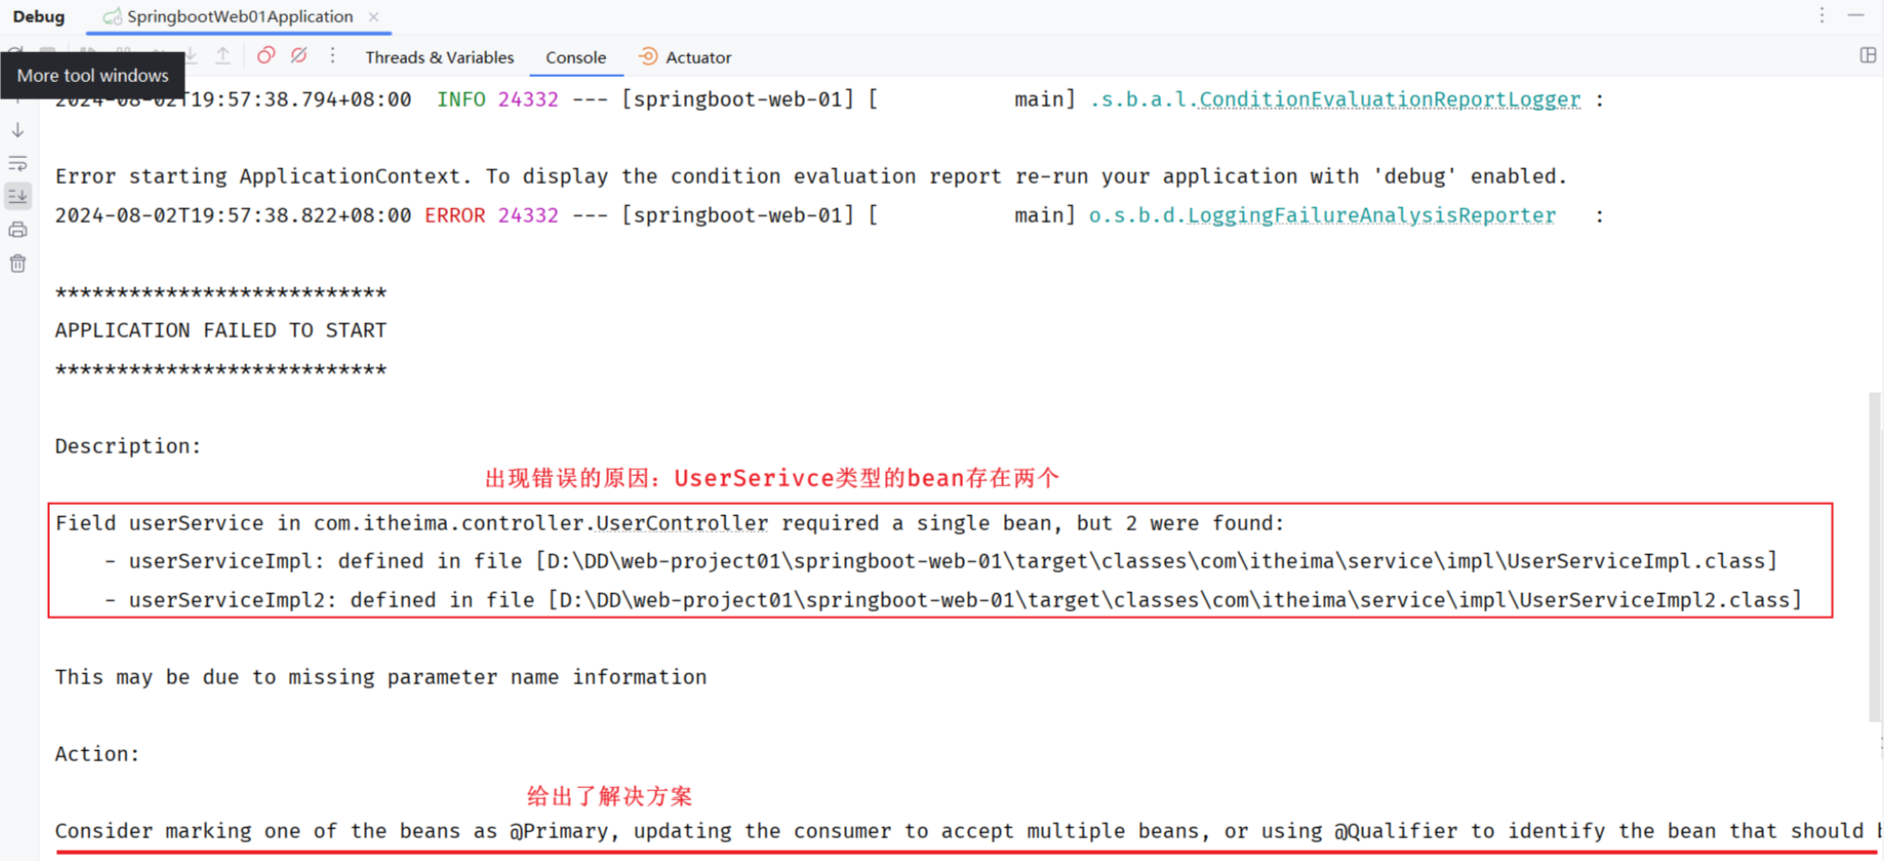 Debug SpringbootWeb01Application
Threads & Variables Console Actuator
More tool windows
2024-08-02T19:57:38.794+08:00 INFO 24332 --- [springboot-web-01] [ main] .s.b.a.l.ConditionEvaluationReportLogger :
Error starting ApplicationContext. To display the condition evaluation report re-run your application with 'debug' enabled.
2024-08-02T19:57:38.822+08:00 ERROR 24332 --- [springboot-web-01] [ main] o.s.b.d.LoggingFailureAnalysisReporter :
***************************
APPLICATION FAILED TO START
***************************
Description:
出现错误的原因：UserSerivce类型的bean存在两个
Field userService in com.itheima.controller.UserController required a single bean, but 2 were found:
- userServiceImpl: defined in file [D:\DD\web-project01\springboot-web-01\target\classes\com\itheima\service\impl\UserServiceImpl.class]
- userServiceImpl2: defined in file [D:\DD\web-project01\springboot-web-01\target\classes\com\itheima\service\impl\UserServiceImpl2.class]
This may be due to missing parameter name information
Action:
给出了解决方案
Consider marking one of the beans as @Primary, updating the consumer to accept multiple beans, or using @Qualifier to identify the bean that should